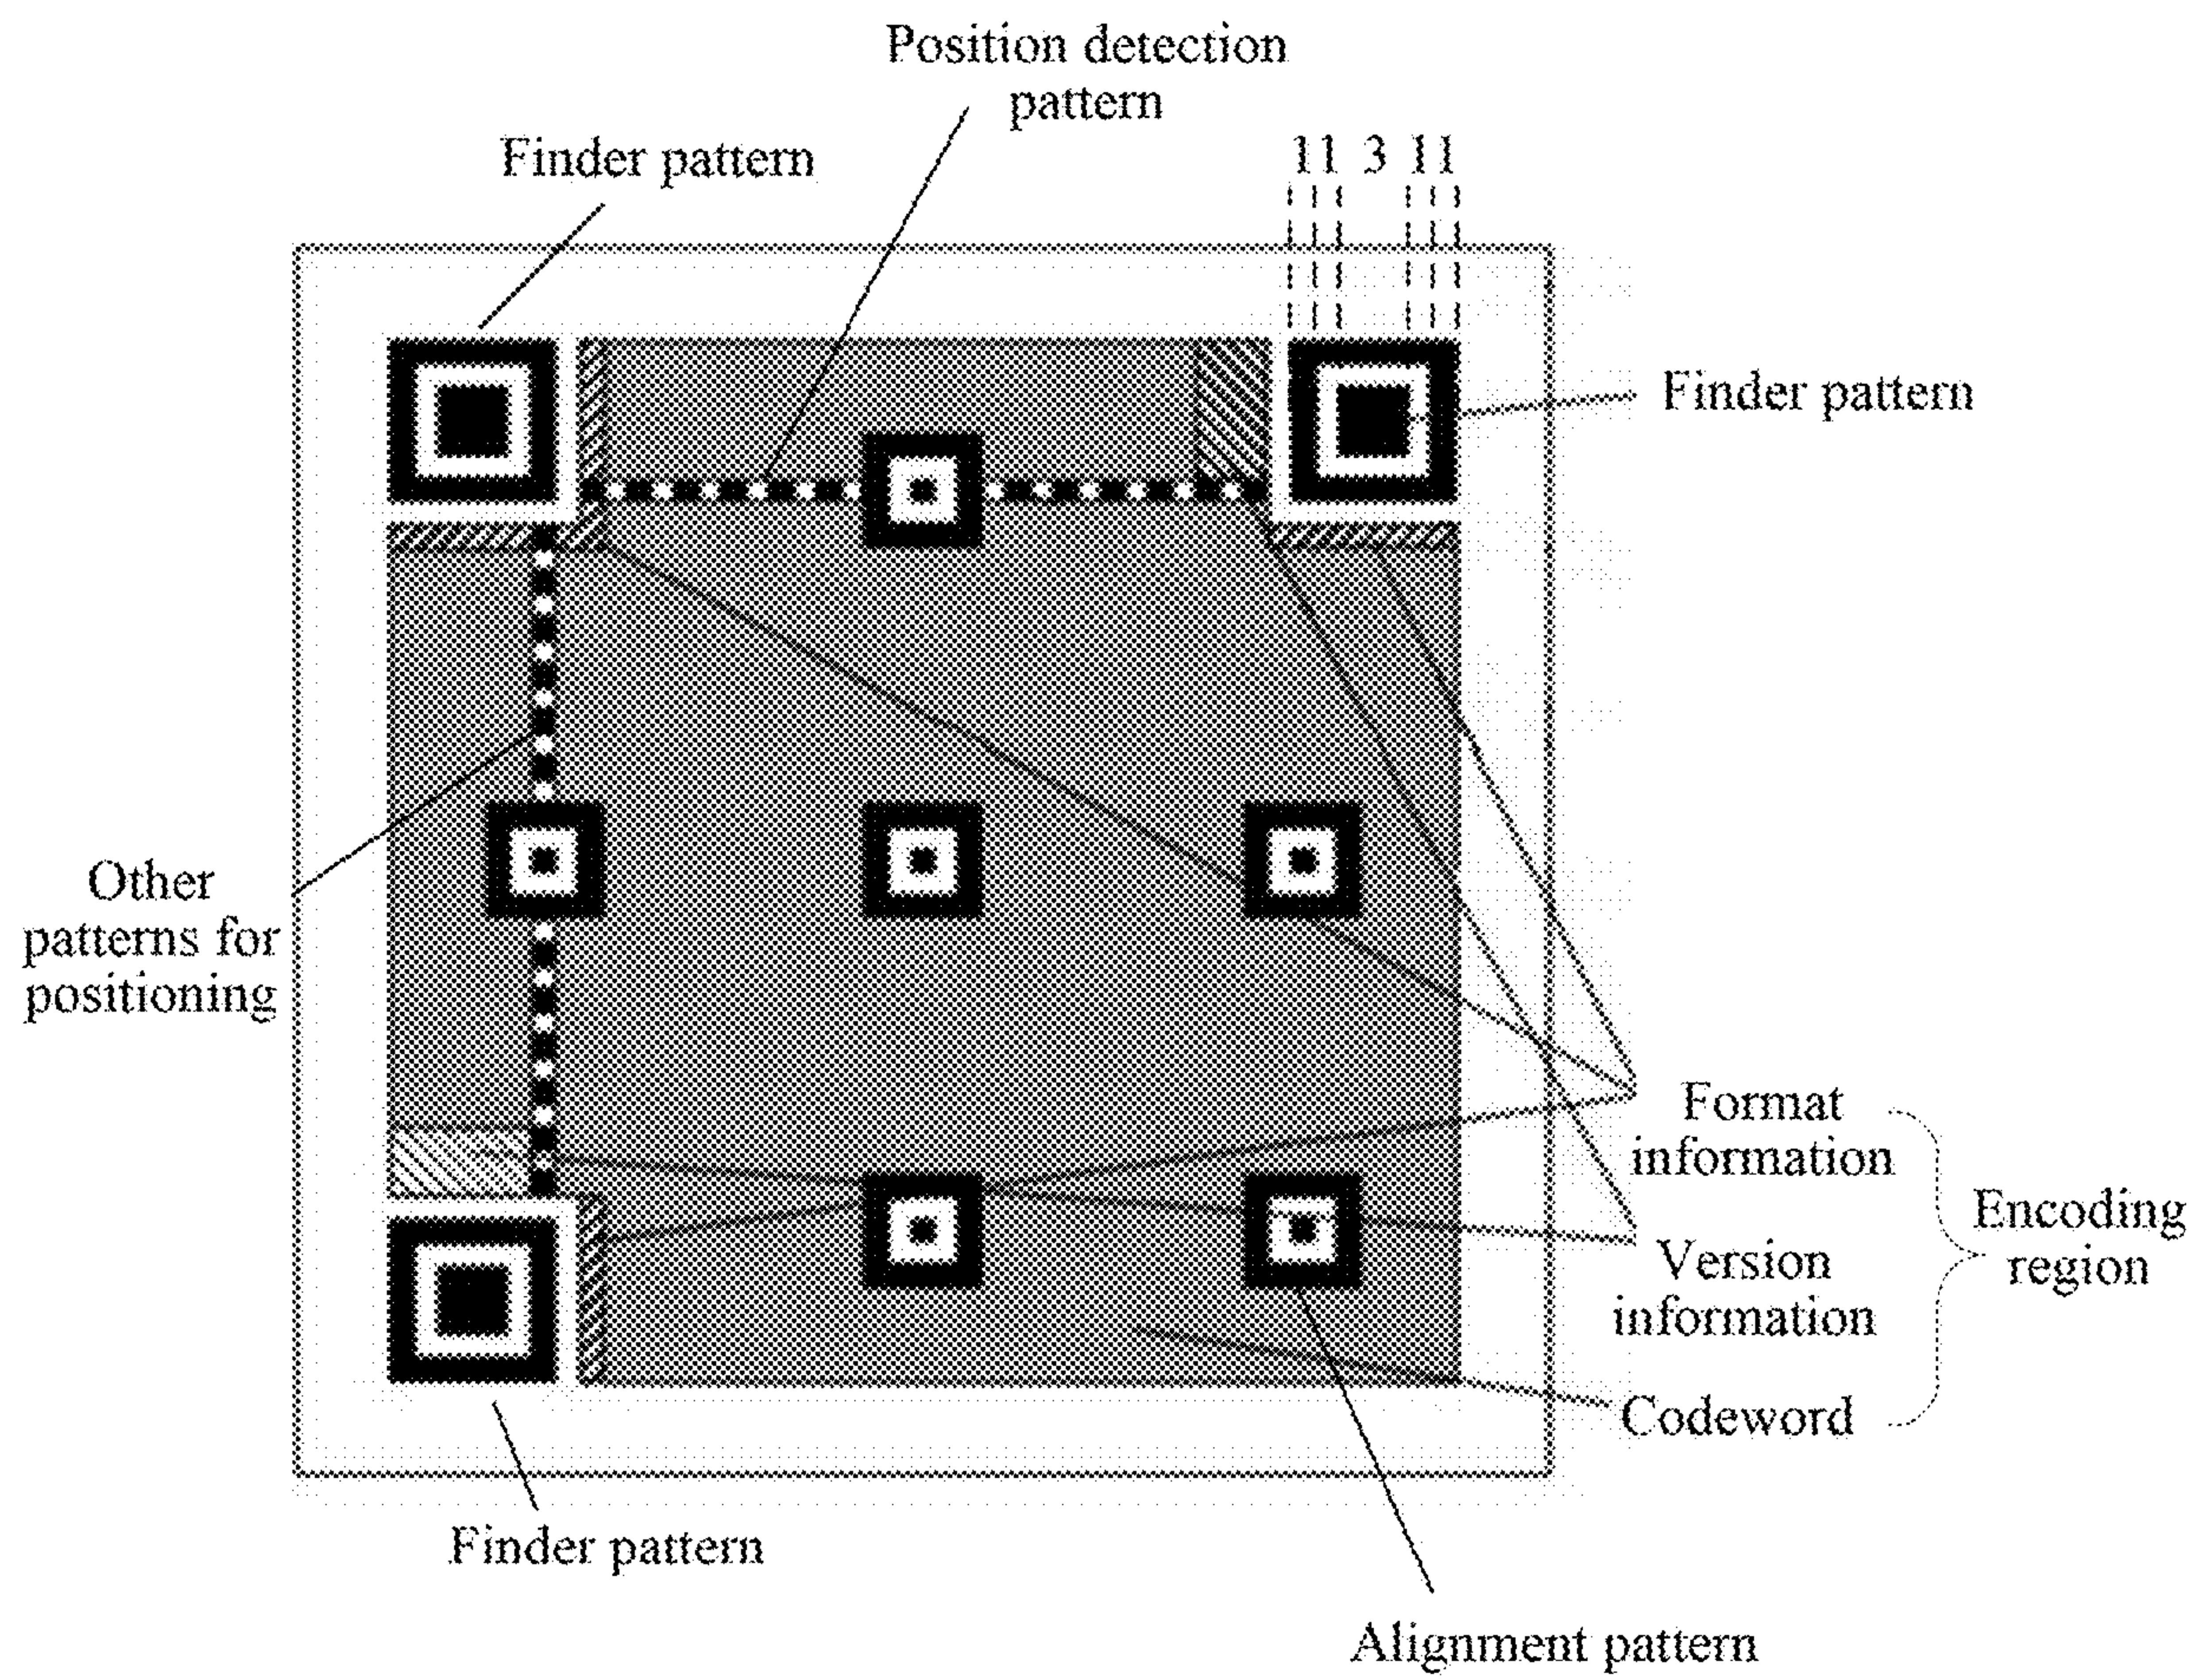 Position detection
pattern
Finder pattern
11 3 11
Finder pattern
Other
patterns for
positioning
Format
information
Encoding
region
Version
information
Codeword
Finder pattern
Alignment pattern